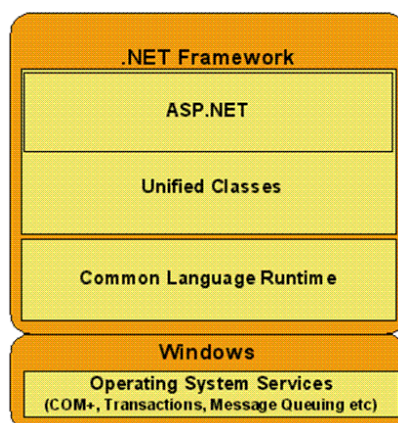 .NET Framework
ASP.NET
Unified Classes
Common Language Runtime
Windows
Operating System Services
(COM+, Transactions, Message Queuing etc)